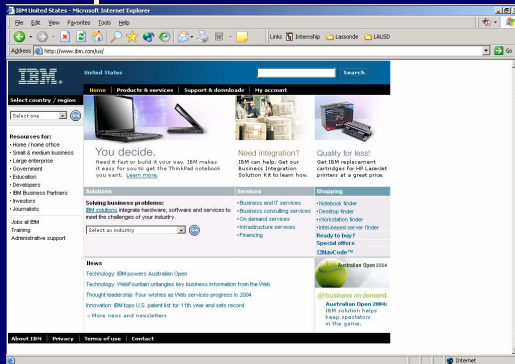 IBM United States - Microsoft Internet Explorer
File Edit View Favorites Tools Help
Links Internship Lassonde LAUSD
Address http://www.ibm.com/us/ Go
IBM
United States
Search
Home Products & services Support & downloads My account
Select country / region
Select one
Resources for:
Home / home office
Small & medium business
Large enterprise
Government
Education
Developers
IBM Business Partners
Investors
Journalists
Jobs at IBM
Training
Administrative support
You decide.
Need it fast or build it your way. IBM makes
it easy for you to get the ThinkPad notebook
you want. Learn more.
Need integration?
IBM can help. Get our
Business Integration
Solution Kit to learn how.
Quality for less!
Get IBM replacement
cartridges for HP LaserJet
printers at a great price.
Solutions
Solving business problems:
IBM solutions integrate hardware, software and services to
meet the challenges of your industry.
Select an industry
Services
Business and IT services
Business consulting services
On demand services
Infrastructure services
Financing
Shopping
Notebook finder
Desktop finder
Workstation finder
Intel-based server finder
Ready to buy?
Special offers
NavCode™
News
Technology: IBM powers Australian Open
Technology: WebFountain untangles key business information from the Web
Thought leadership: Four wishes as Web services progress in 2004
Innovation: IBM tops U.S. patent list for 11th year and sets record
More news and newsletters
Australian Open 2004
business on demand
Australian Open 2004:
IBM solution helps
keep spectators
in the game.
About IBM Privacy Terms of use Contact
Internet